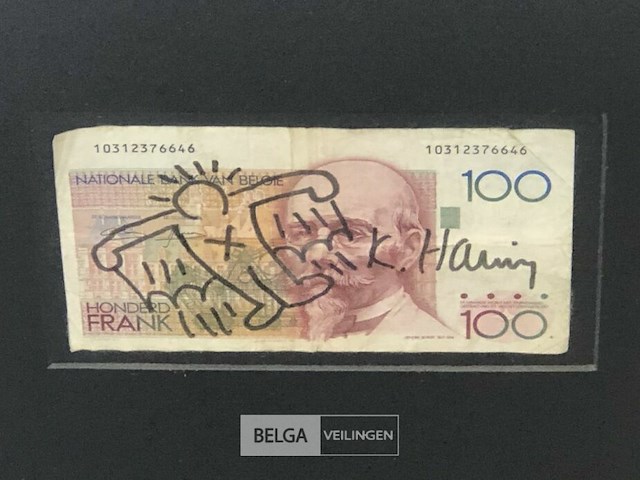 10312376646 10312376646
NATIONALE BANK VAN BELGIE 100
K. Haring
HONDERD
FRANK 100
BELGA VEILINGEN